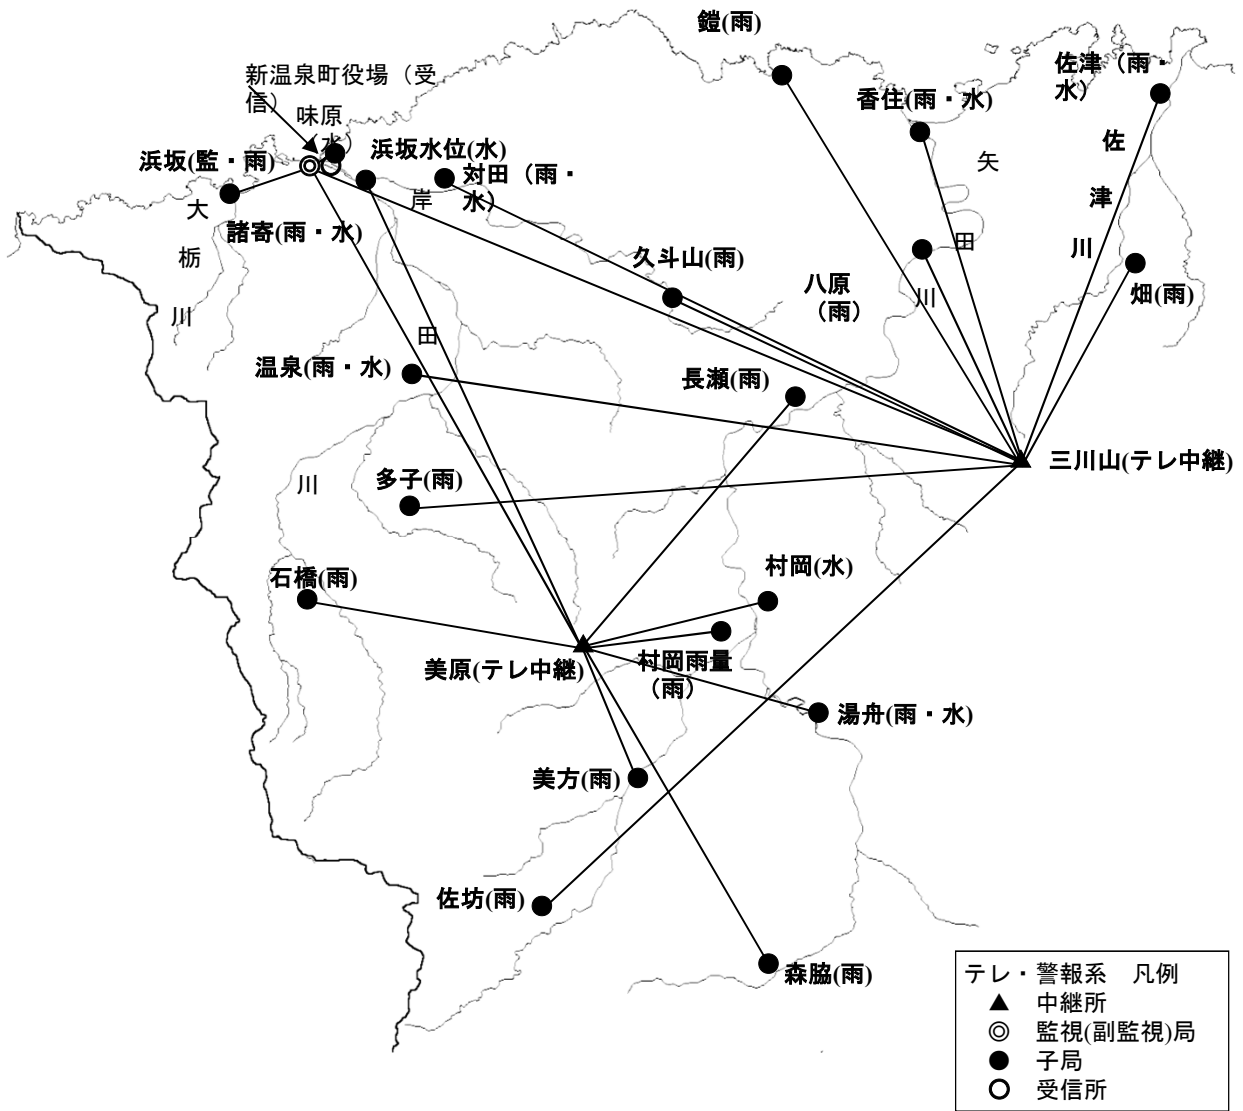 鎧(雨)
佐津（雨・
水）
新温泉町役場（受
信）
香住(雨・水)
味原
（水）
佐
津
川
浜坂(監・雨)
浜坂水位(水)
矢
田
川
対田（雨・
水）
大
栃
川
岸
田
川
諸寄(雨・水)
久斗山(雨)
八原
（雨）
畑(雨)
温泉(雨・水)
長瀬(雨)
三川山(テレ中継)
多子(雨)
村岡(水)
石橋(雨)
美原(テレ中継)
村岡雨量
（雨）
湯舟(雨・水)
美方(雨)
佐坊(雨)
森脇(雨)
テレ・警報系　凡例
▲　中継所
◎　監視(副監視)局
●　子局
○　受信所